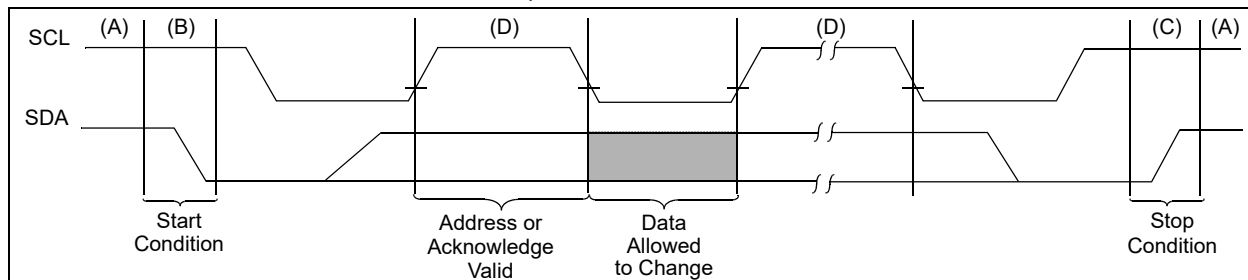 (A) (B) (D) (D) (C) (A)
SCL
SDA
Start
Condition
Address or
Acknowledge
Valid
Data
Allowed
to Change
Stop
Condition